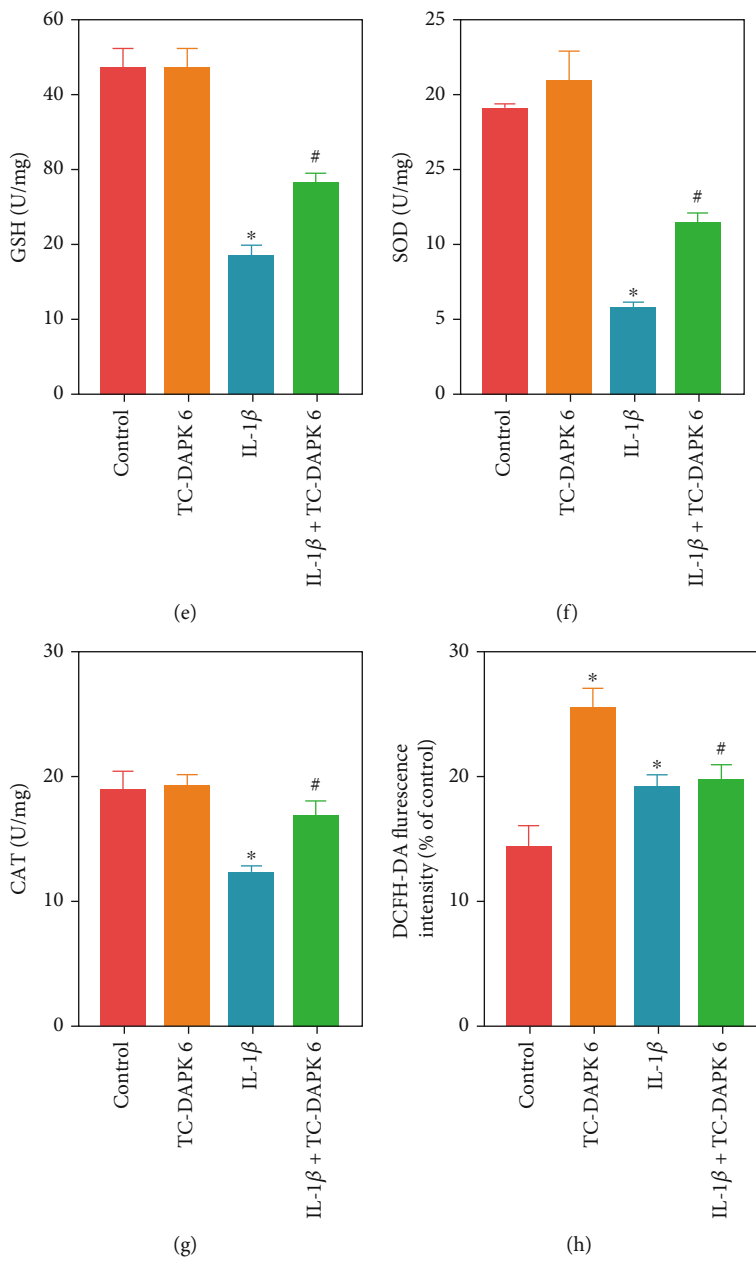 60
40
80
20
10
0
GSH (U/mg)
*
#
Control
TC-DAPK 6
IL-1β
IL-1β + TC-DAPK 6
(e)
25
20
25
10
5
0
SOD (U/mg)
*
#
Control
TC-DAPK 6
IL-1β
IL-1β + TC-DAPK 6
(f)
30
20
10
0
CAT (U/mg)
*
#
Control
TC-DAPK 6
IL-1β
IL-1β + TC-DAPK 6
(g)
30
20
10
0
DCFH-DA flurescence
intensity (% of control)
*
*
#
Control
TC-DAPK 6
IL-1β
IL-1β + TC-DAPK 6
(h)